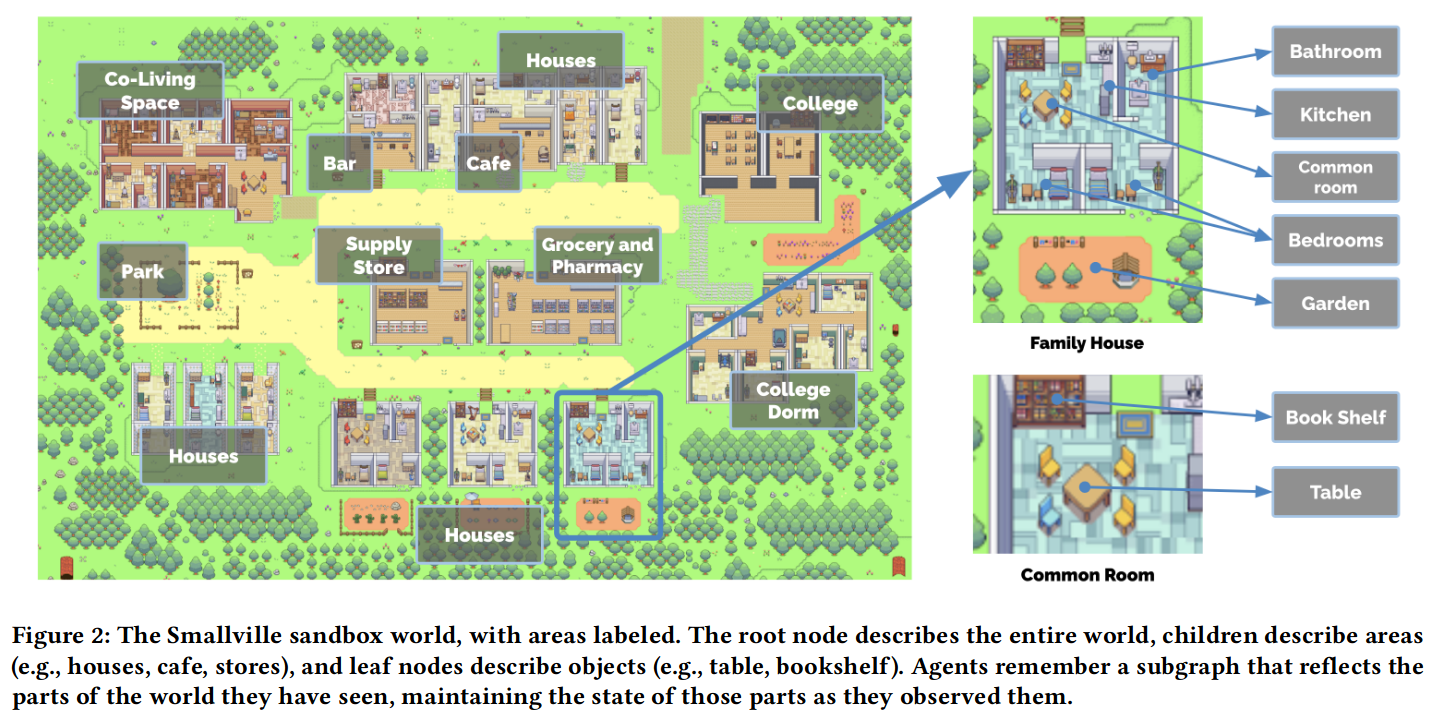 Co-Living
Space
Houses
College
Bar
Cafe
Park
Supply
Store
Grocery and
Pharmacy
Houses
College
Dorm
Houses
Bathroom
Kitchen
Common
room
Bedrooms
Garden
Family House
Book Shelf
Table
Common Room
Figure 2: The Smallville sandbox world, with areas labeled. The root node describes the entire world, children describe areas
(e.g., houses, cafe, stores), and leaf nodes describe objects (e.g., table, bookshelf). Agents remember a subgraph that reflects the
parts of the world they have seen, maintaining the state of those parts as they observed them.